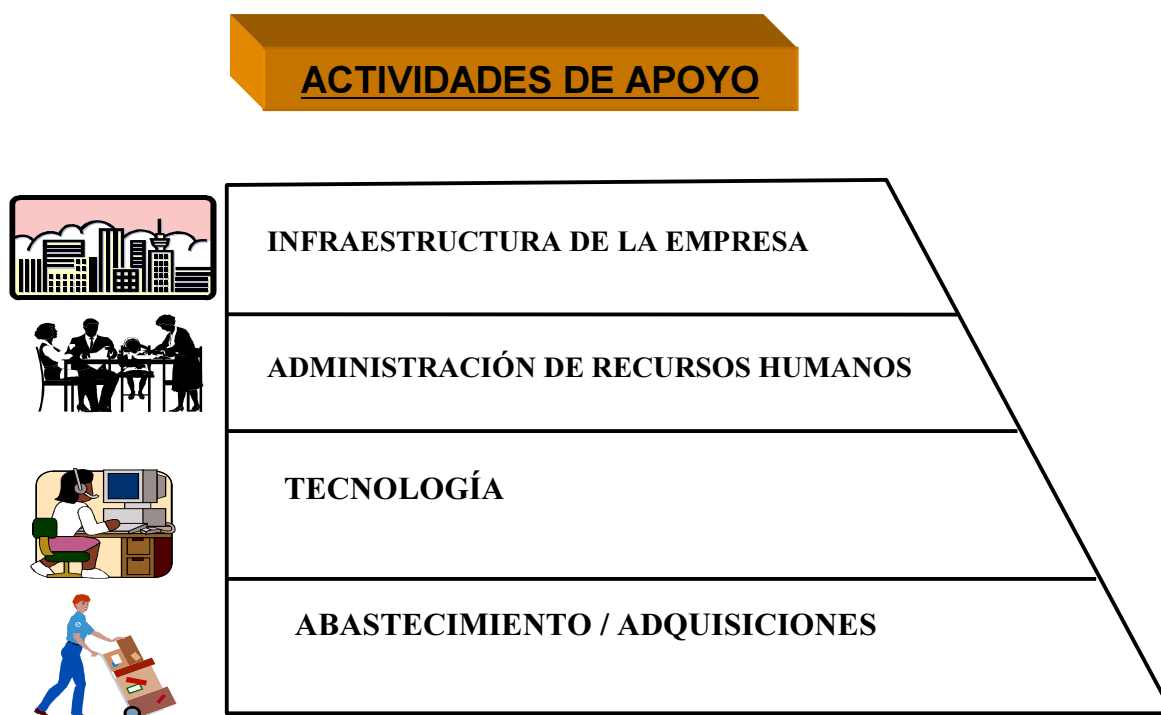 ACTIVIDADES DE APOYO
INFRAESTRUCTURA DE LA EMPRESA
ADMINISTRACIÓN DE RECURSOS HUMANOS
TECNOLOGÍA
ABASTECIMIENTO / ADQUISICIONES